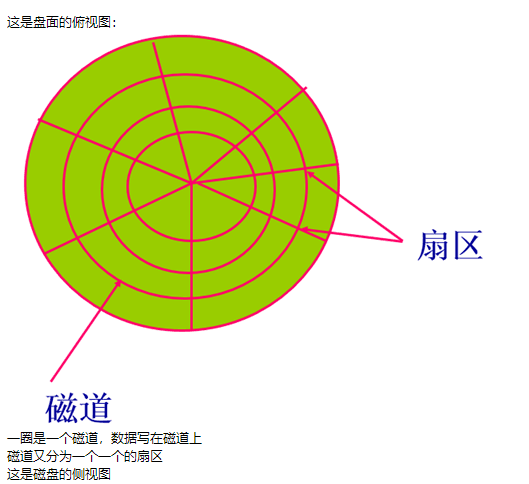 这是盘面的俯视图：
扇区
磁道
一圈是一个磁道，数据写在磁道上
磁道又分为一个一个的扇区
这是磁盘的侧视图